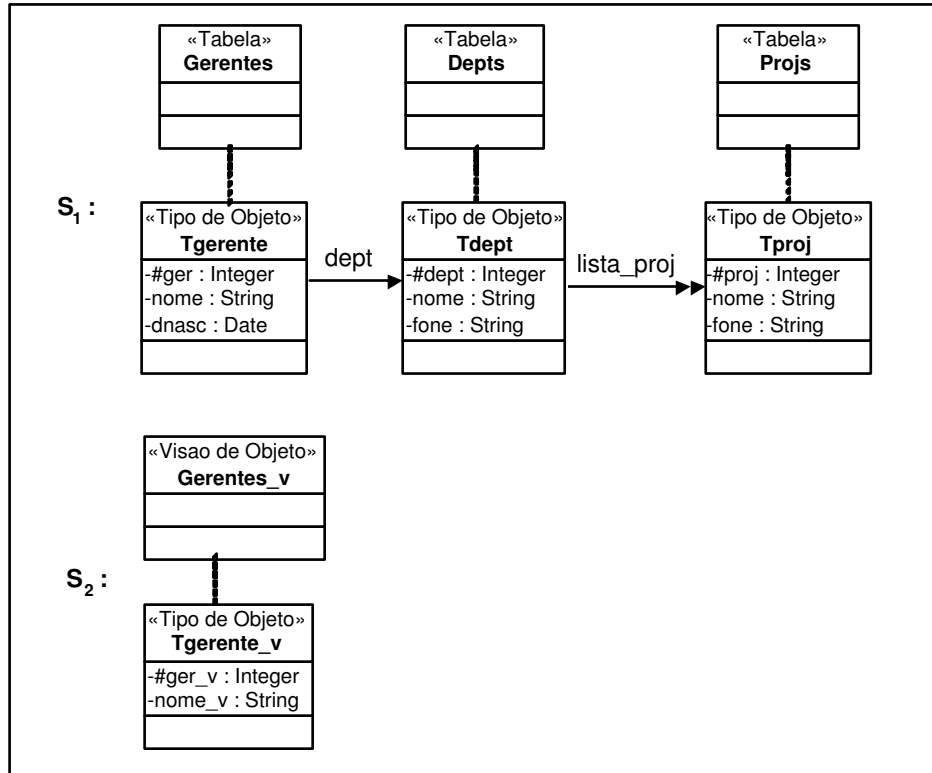 «Tabela»
Gerentes
«Tabela»
Depts
«Tabela»
Projs
S1 :
«Tipo de Objeto»
Tgerente
-#ger : Integer
-nome : String
-dnasc : Date
dept
«Tipo de Objeto»
Tdept
-#dept : Integer
-nome : String
-fone : String
lista_proj
«Tipo de Objeto»
Tproj
-#proj : Integer
-nome : String
-fone : String
«Visao de Objeto»
Gerentes_v
S2 :
«Tipo de Objeto»
Tgerente_v
-#ger_v : Integer
-nome_v : String